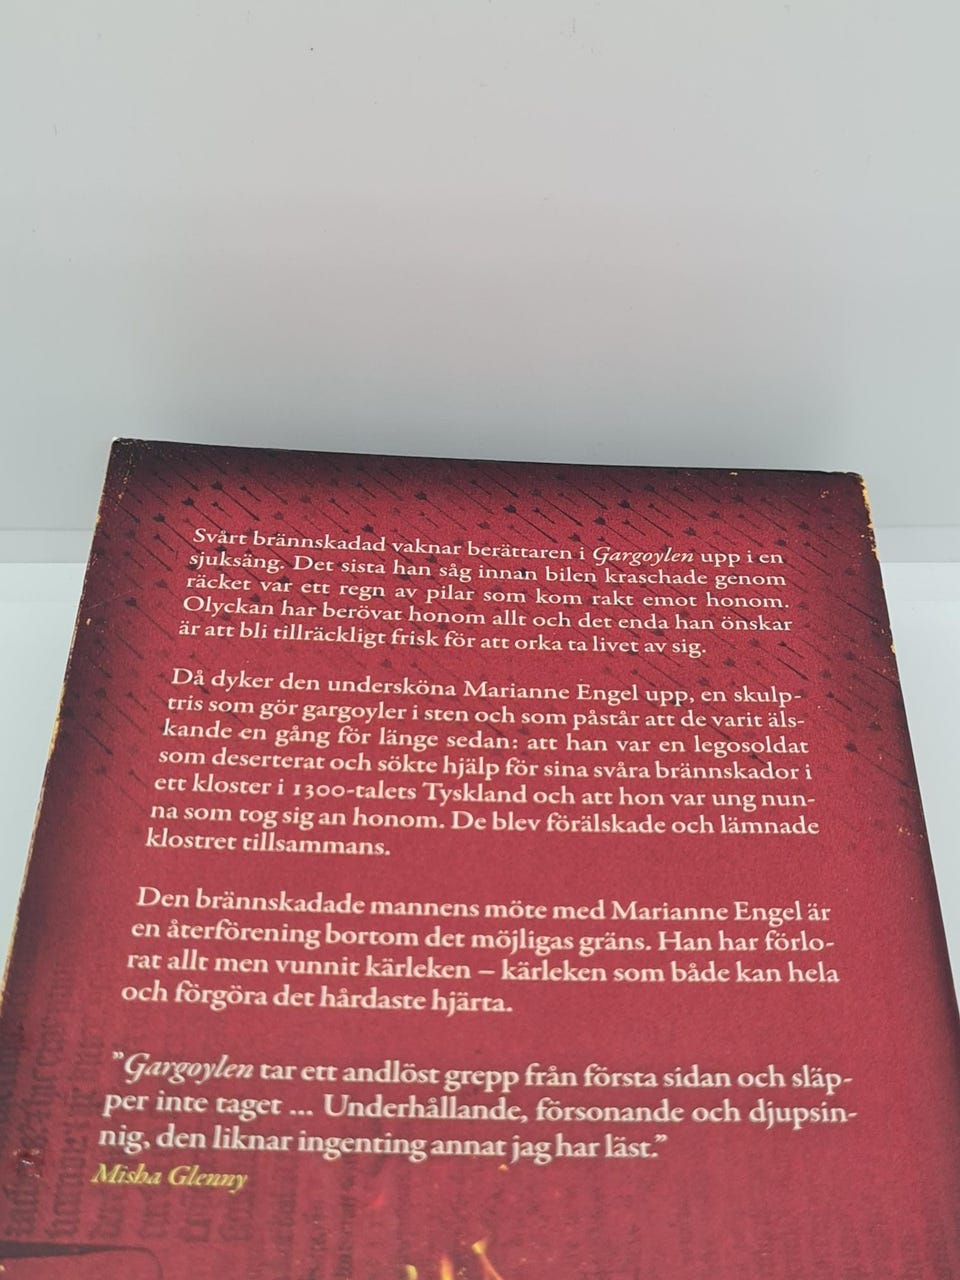 Svårt brännskadad vaknar berättaren i Gargoylen upp i en
sjuksäng. Det sista han såg innan bilen kraschade genom
räcket var ett regn av pilar som kom rakt emot honom.
Olyckan har berövat honom allt och det enda han önskar
är att bli tillräckligt frisk för att orka ta livet av sig.
Då dyker den undersköna Marianne Engel upp, en skulp-
tris som gör gargoyler i sten och som påstår att de varit äls-
kande en gång för länge sedan: att han var en legosoldat
som deserterat och sökte hjälp för sina svåra brännskador i
ett kloster i 1300-talets Tyskland och att hon var ung nun-
na som tog sig an honom. De blev förälskade och lämnade
klostret tillsammans.
Den brännskadade mannens möte med Marianne Engel är
en återförening bortom det möjligas gräns. Han har förlo-
rat allt men vunnit kärleken – kärleken som både kan hela
och förgöra det hårdaste hjärta.
”Gargoylen tar ett andlöst grepp från första sidan och släp-
per inte taget ... Underhållande, försonande och djupsin-
nig, den liknar ingenting annat jag har läst.”
Misha Glenny